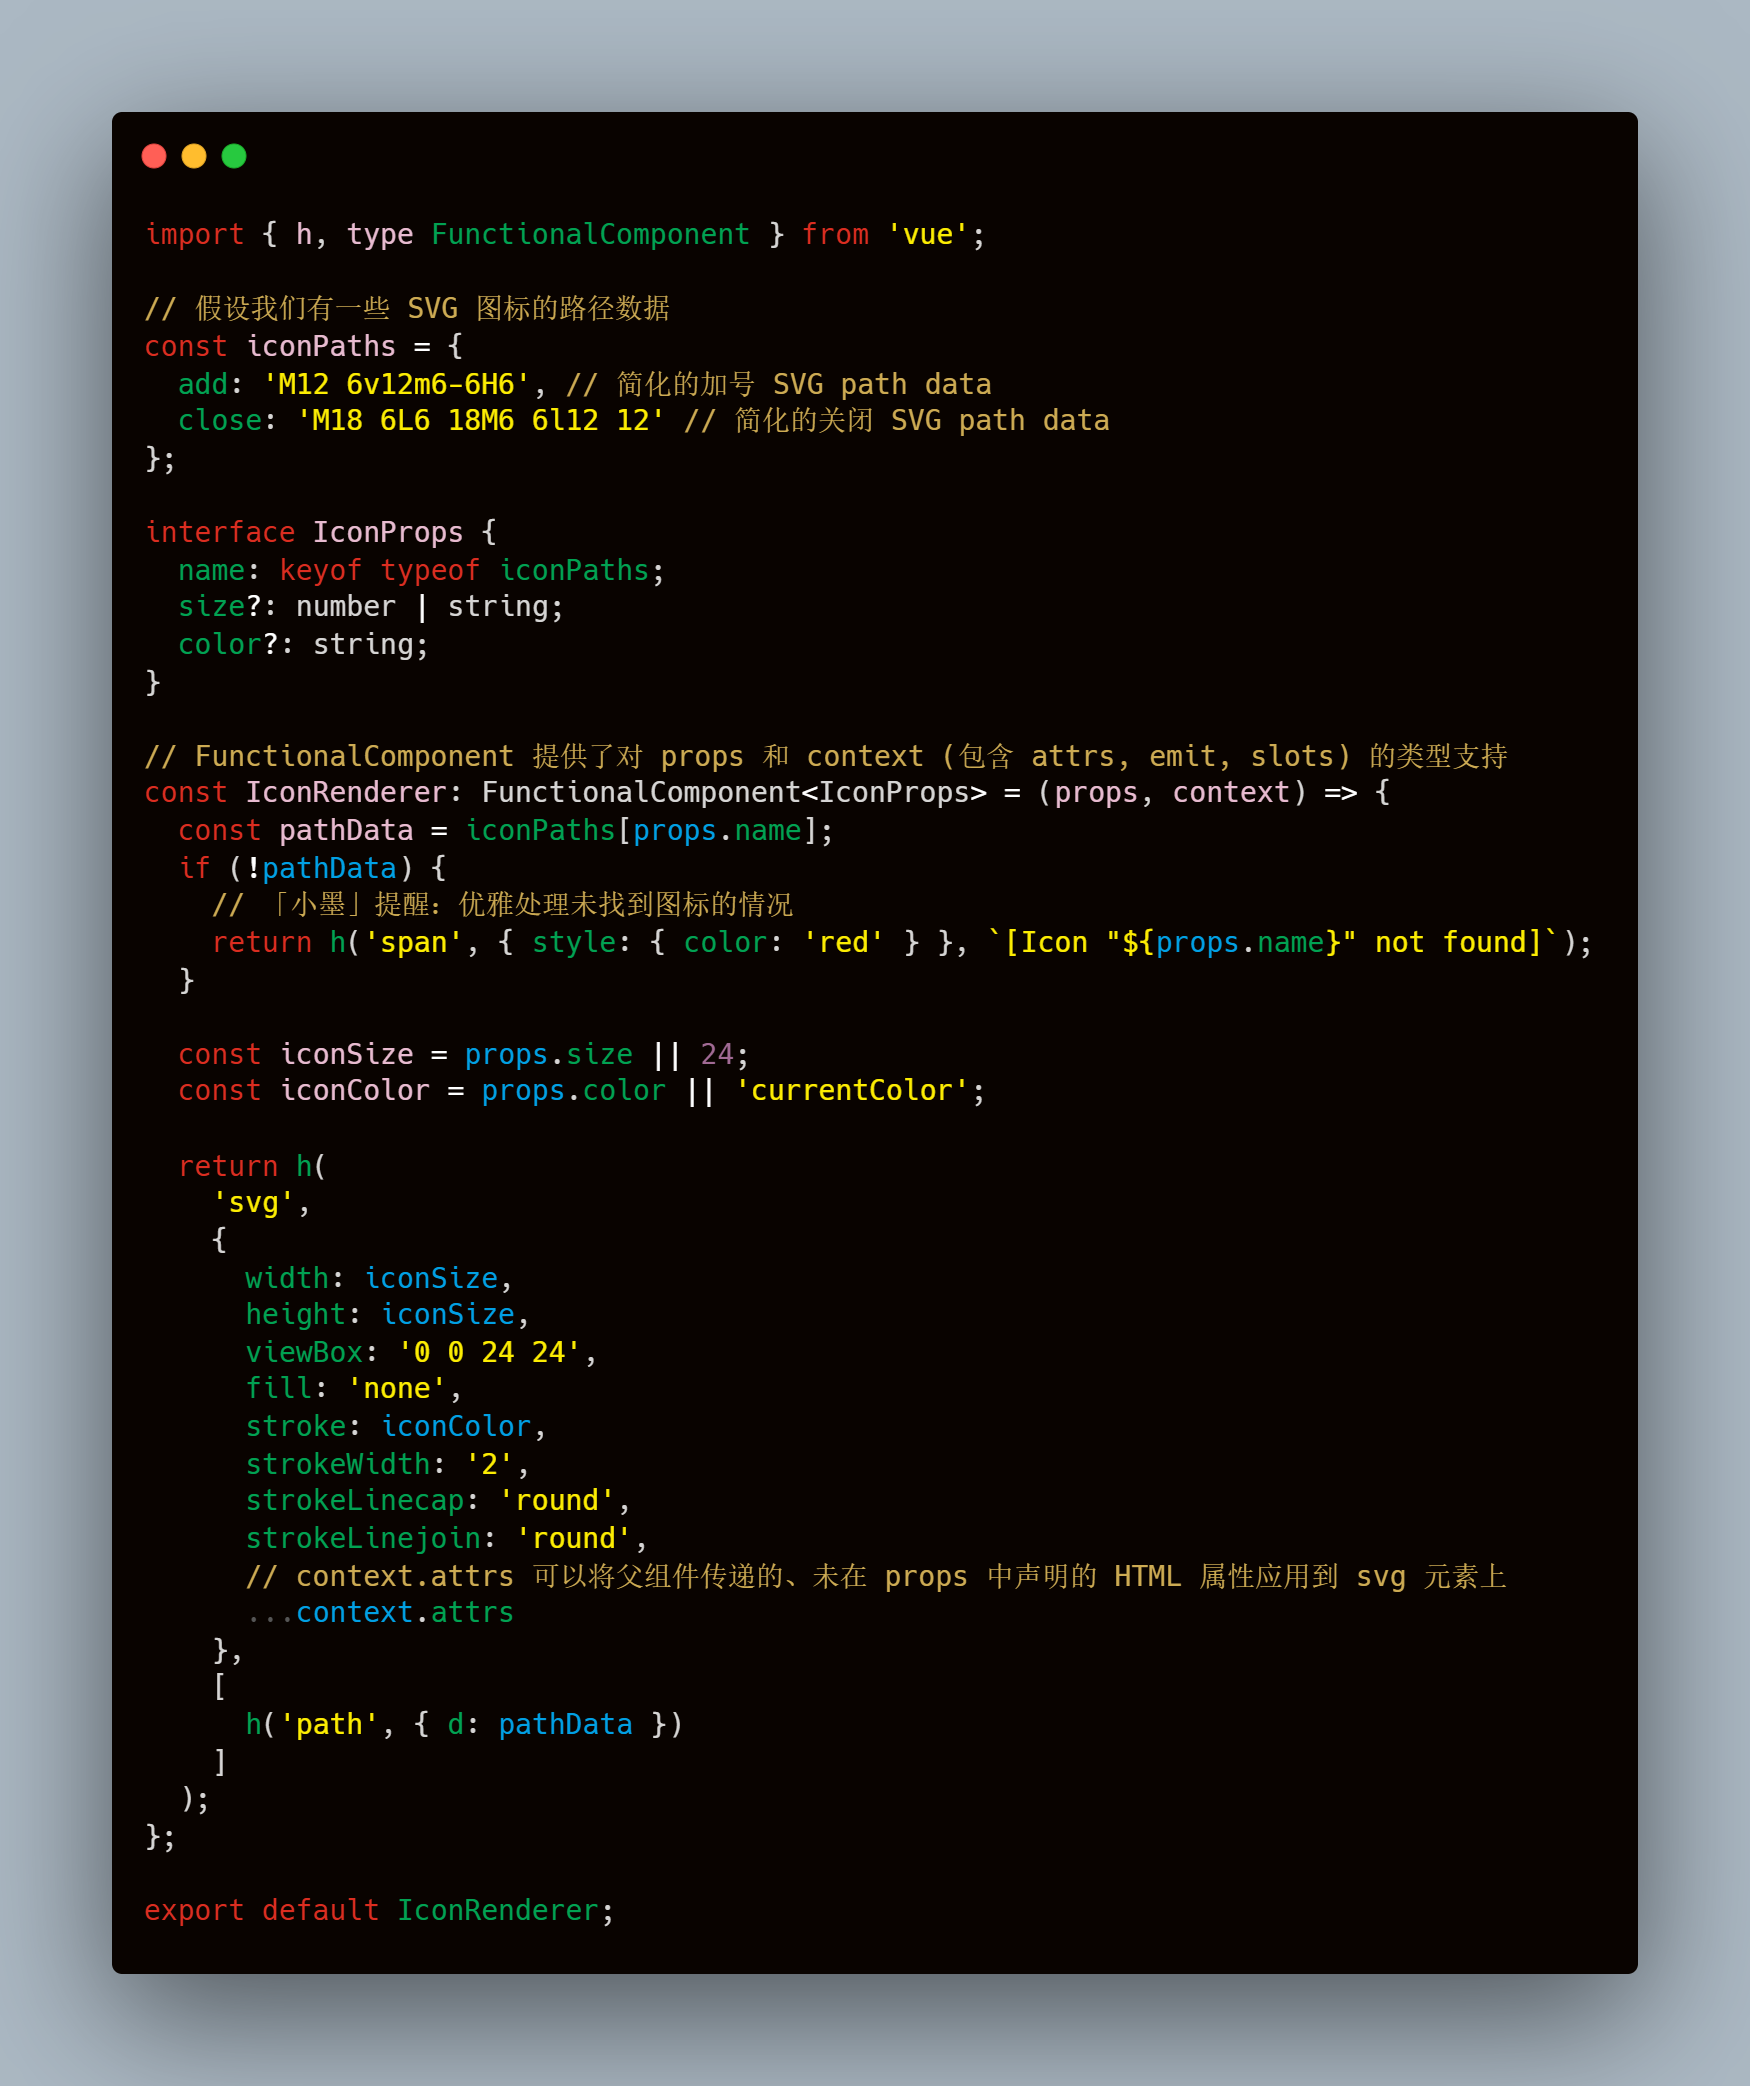 import { h, type FunctionalComponent } from 'vue';

// 假设我们有一些 SVG 图标的路径数据
const iconPaths = {
  add: 'M12 6v12m6-6H6', // 简化的加号 SVG path data
  close: 'M18 6L6 18M6 6l12 12' // 简化的关闭 SVG path data
};

interface IconProps {
  name: keyof typeof iconPaths;
  size?: number | string;
  color?: string;
}

// FunctionalComponent 提供了对 props 和 context (包含 attrs, emit, slots) 的类型支持
const IconRenderer: FunctionalComponent<IconProps> = (props, context) => {
  const pathData = iconPaths[props.name];
  if (!pathData) {
    // 「小墨」提醒：优雅处理未找到图标的情况
    return h('span', { style: { color: 'red' } }, `[Icon "${props.name}" not found]`);
  }

  const iconSize = props.size || 24;
  const iconColor = props.color || 'currentColor';

  return h(
    'svg',
    {
      width: iconSize,
      height: iconSize,
      viewBox: '0 0 24 24',
      fill: 'none',
      stroke: iconColor,
      strokeWidth: '2',
      strokeLinecap: 'round',
      strokeLinejoin: 'round',
      // context.attrs 可以将父组件传递的、未在 props 中声明的 HTML 属性应用到 svg 元素上
      ...context.attrs
    },
    [
      h('path', { d: pathData })
    ]
  );
};

export default IconRenderer;